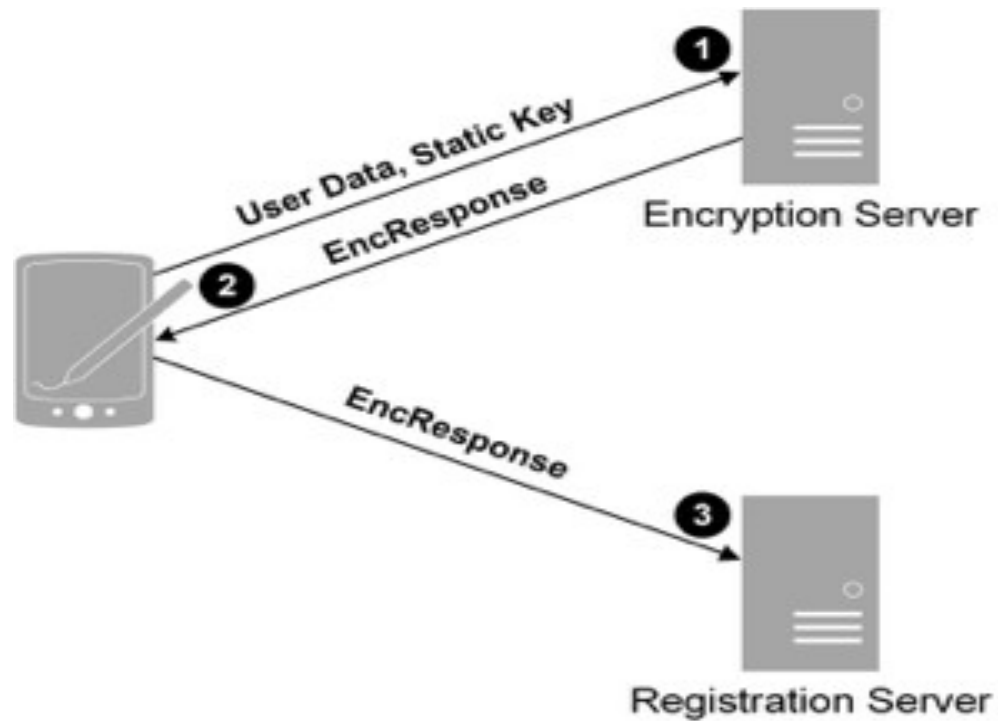 1
User Data, Static Key
EncResponse
Encryption Server
2
EncResponse
3
Registration Server